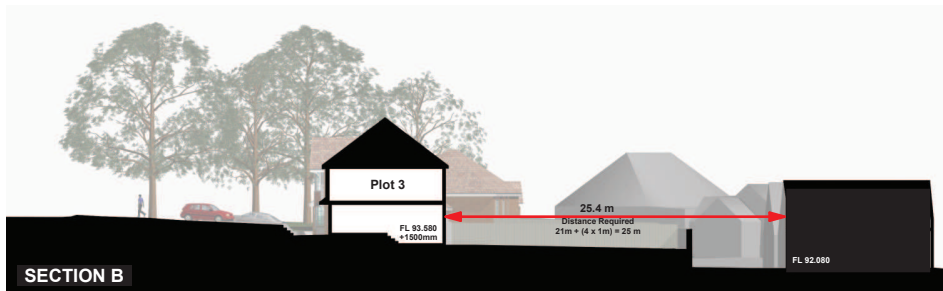 Plot 3
25.4 m
Distance Required
21m + (4 x 1m) = 25 m
FL 93.580
+1500mm
FL 92.080
SECTION B